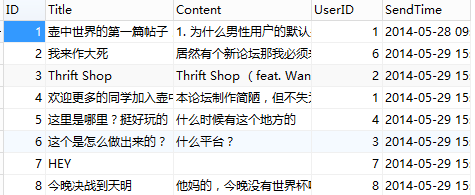 ID Title Content UserID SendTime
1 壶中世界的第一篇帖子 1. 为什么男性用户的默认 1 2014-05-28 09
2 我来作大死 居然有个新论坛那我必须 6 2014-05-29 15
3 Thrift Shop Thrift Shop （feat. Wan 2 2014-05-29 15
4 欢迎更多的同学加入壶中 本论坛制作简陋，但不失 1 2014-05-29 15
5 这里是哪里？挺好玩的 什么时候有这个地方的 4 2014-05-29 15
6 这个是怎么做出来的？ 什么平台？ 3 2014-05-29 15
7 HEY 7 2014-05-29 15
8 今晚决战到天明 他妈的，今晚没有世界杯 8 2014-05-29 15